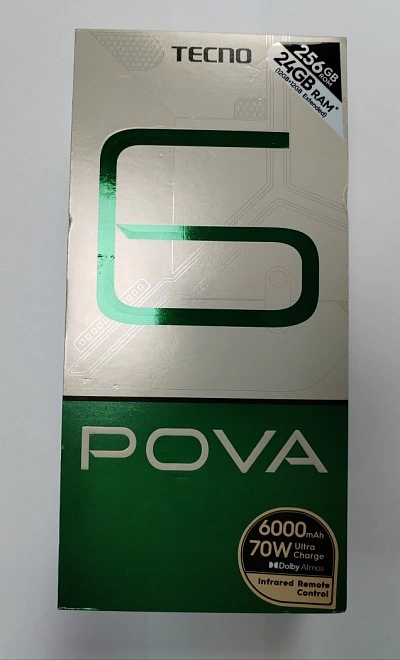 TECNO
256GB ROM
24GB RAM*
(12GB+12GB Extended)
6
POVA
6000mAh
70W Ultra Charge
Dolby Atmos
Infrared Remote
Control